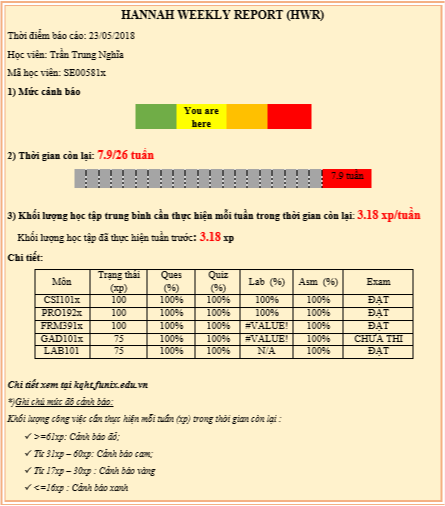 HANNAH WEEKLY REPORT (HWR)
Thời điểm báo cáo: 23/05/2018
Học viên: Trần Trung Nghĩa
Mã học viên: SE00581x
1) Mức cảnh báo
You are
here
2) Thời gian còn lại: 7.9/26 tuần
7.9 tuần
3) Khối lượng học tập trung bình cần thực hiện mỗi tuần trong thời gian còn lại: 3.18 xp/tuần
Khối lượng học tập đã thực hiện tuần trước: 3.18 xp
Chi tiết:
Môn Trạng thái (xp) Ques (%) Quiz (%) Lab (%) Asm (%) Exam
CSI101x 100 100% 100% 100% 100% ĐẠT
PRO192x 100 100% 100% 100% 100% ĐẠT
FRM391x 100 100% 100% #VALUE! 100% ĐẠT
GAD101x 75 100% 100% #VALUE! 100% CHƯA THI
LAB101 75 100% 100% N/A 100% ĐẠT
Chi tiết xem tại kqht.funix.edu.vn
*)Ghi chú mức độ cảnh báo:
Khối lượng công việc cần thực hiện mỗi tuần (xp) trong thời gian còn lại :
✓ >=61xp: Cảnh báo đỏ;
✓ Từ 31xp – 60xp: Cảnh báo cam;
✓ Từ 17xp – 30xp : Cảnh báo vàng
✓ <=16xp : Cảnh báo xanh